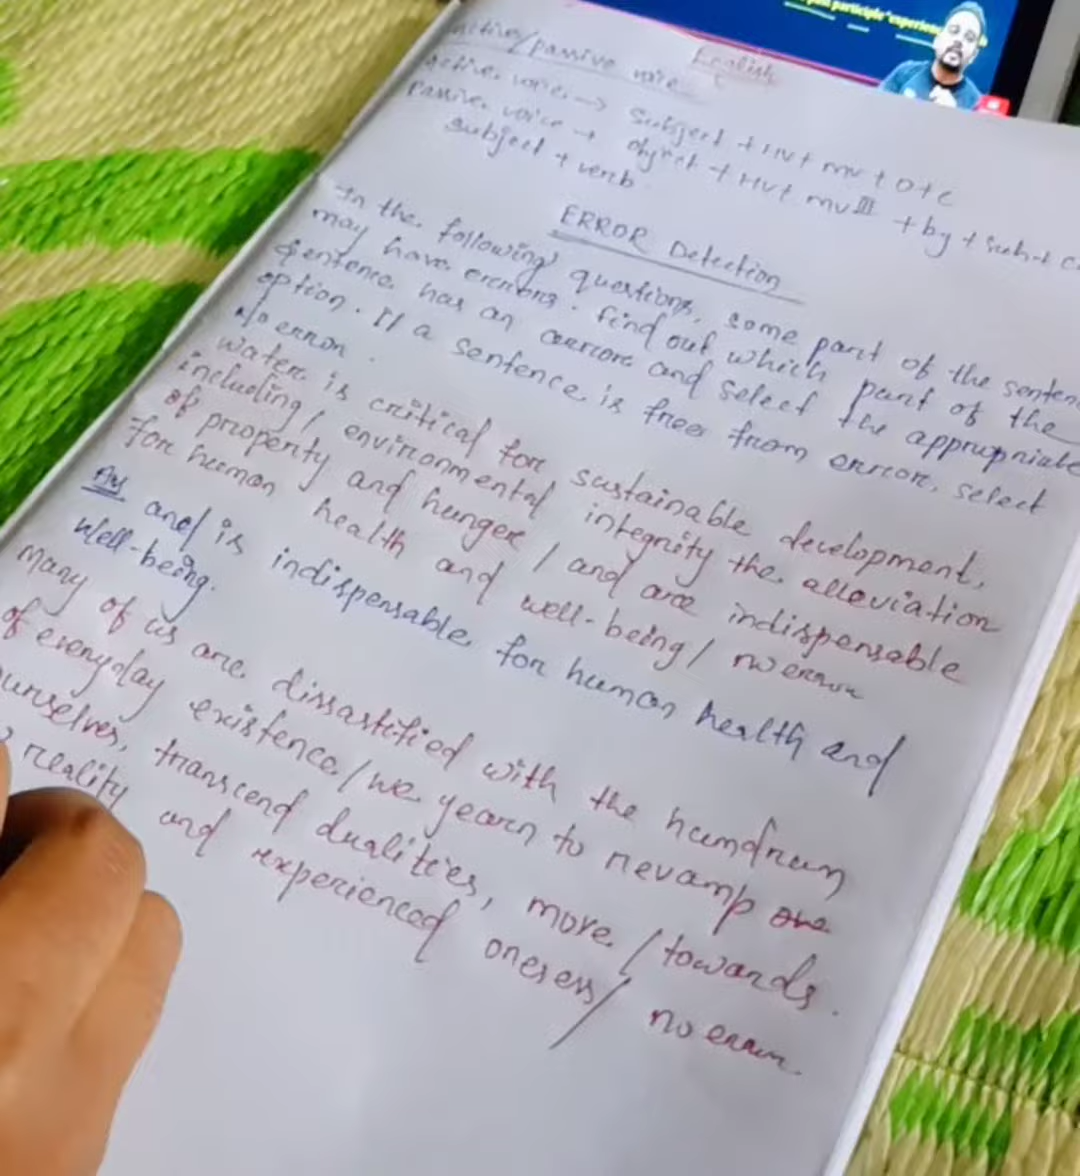 past participle 'experien
English
active/passive voice
active voice → Subject + HV + mv + O + C
Passive voice → object + HV + mv III + by + sub + c
subject + verb
ERROR Detection
In the following questions, some part of the senten
may have errors. find out which part of the
sentence has an error and select the appropriate
option. If a sentence is free from error, select
No error.
water is critical for sustainable development,
including/ environmental integrity the alleviation
of property and hunger / and are indispensable
for human health and well-being/ no error
Ans and is indispensable for human health and
well-being.
Many of us are dissastified with the humdrum
of everyday existence/we yearn to revamp
ourselves, transcend dualities, move /towards.
reality and experienced oneness/ no error.